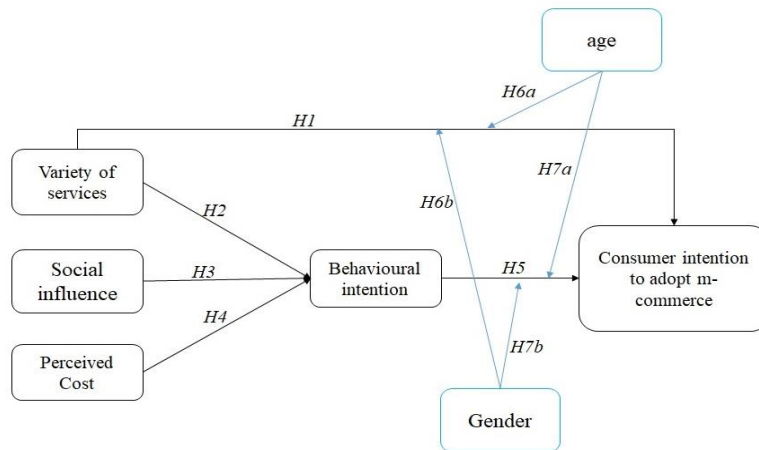 age
H6a
H1
Variety of
services
H7a
H6b
H2
Social
influence
H3
Behavioural
intention
H5
Consumer intention
to adopt m-
commerce
H4
Perceived
Cost
H7b
Gender